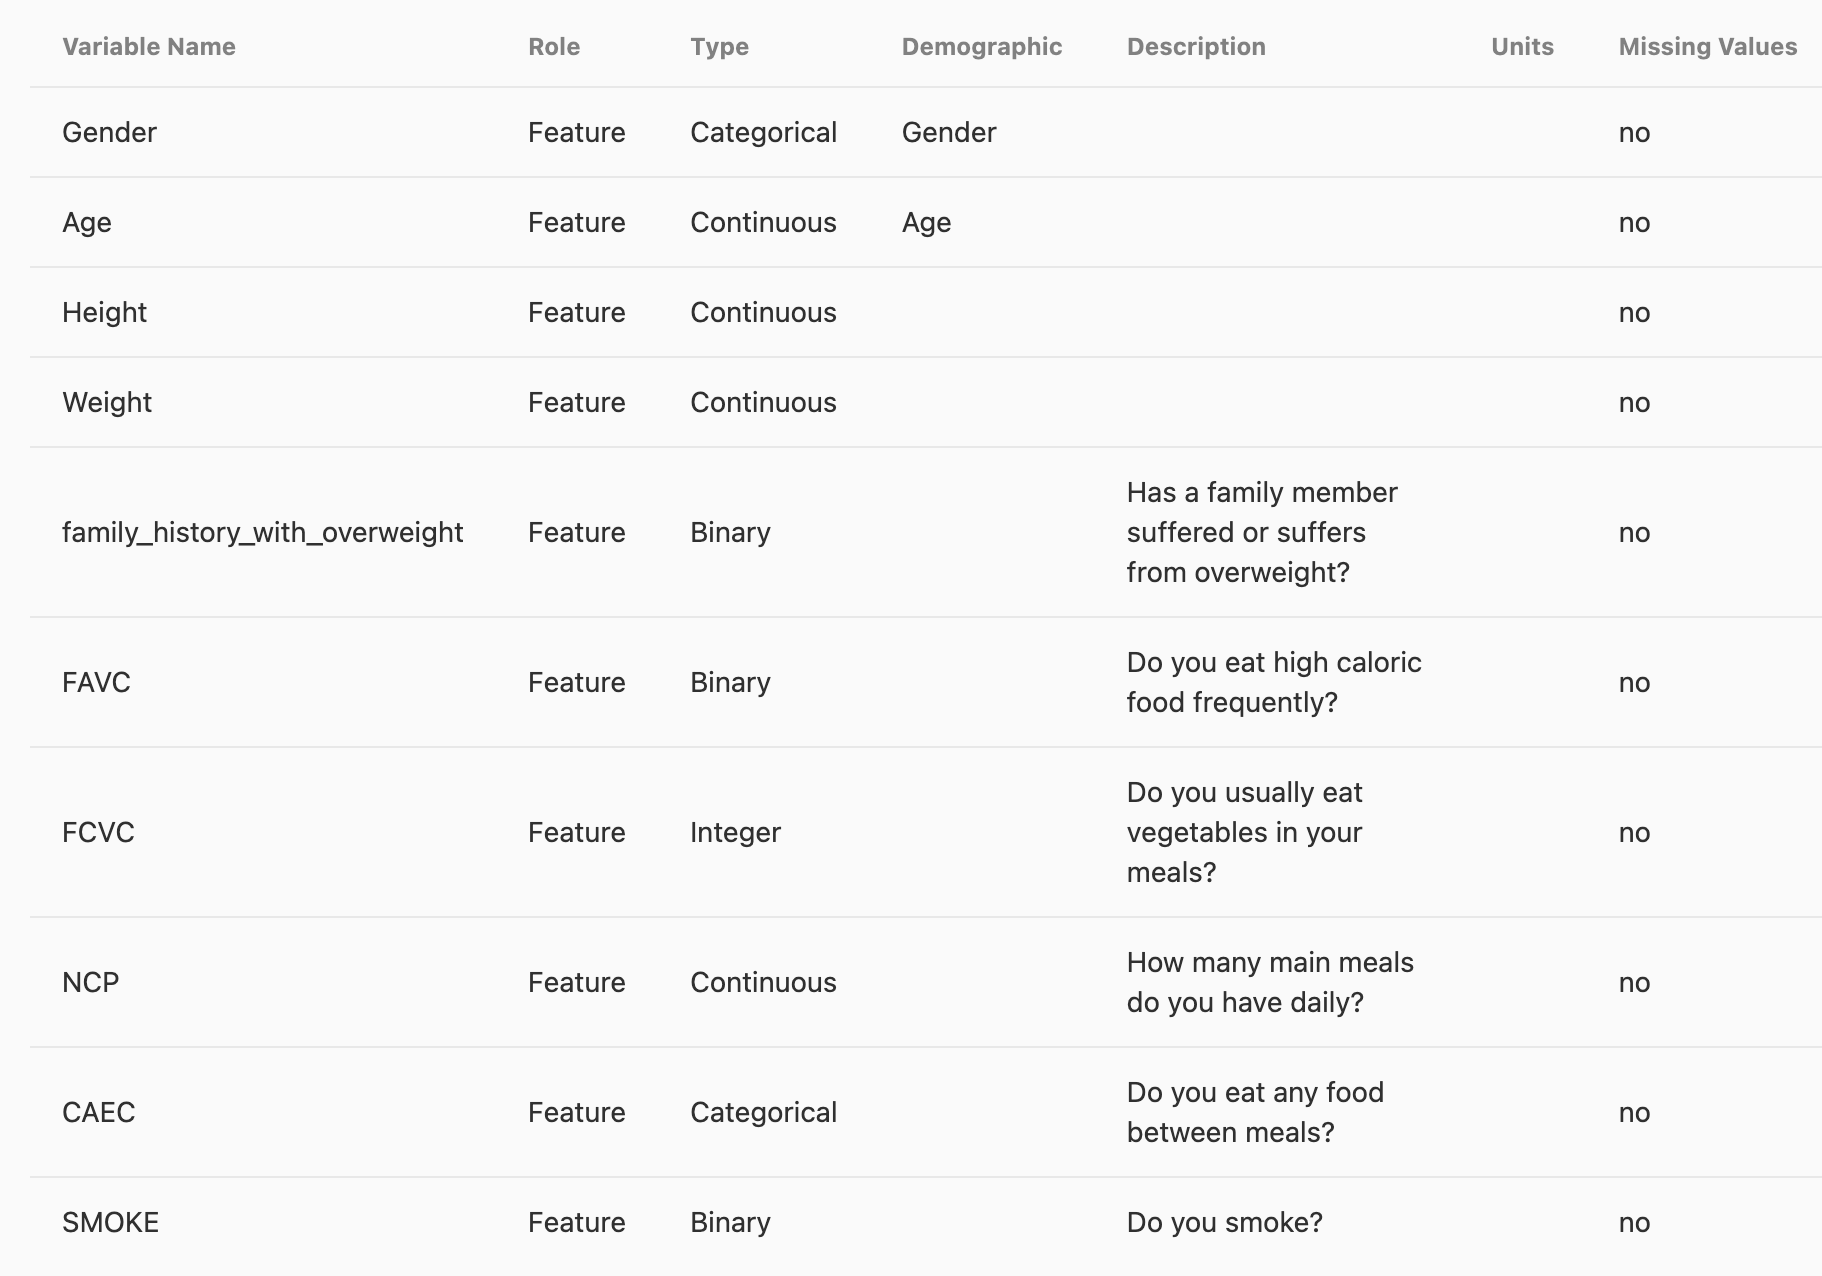 Variable Name Role Type Demographic Description Units Missing Values
Gender Feature Categorical Gender no
Age Feature Continuous Age no
Height Feature Continuous no
Weight Feature Continuous no
Has a family member
family_history_with_overweight Feature Binary suffered or suffers no
from overweight?
Do you eat high caloric
FAVC Feature Binary no
food frequently?
Do you usually eat
FCVC Feature Integer vegetables in your no
meals?
How many main meals
NCP Feature Continuous no
do you have daily?
Do you eat any food
CAEC Feature Categorical no
between meals?
SMOKE Feature Binary Do you smoke? no